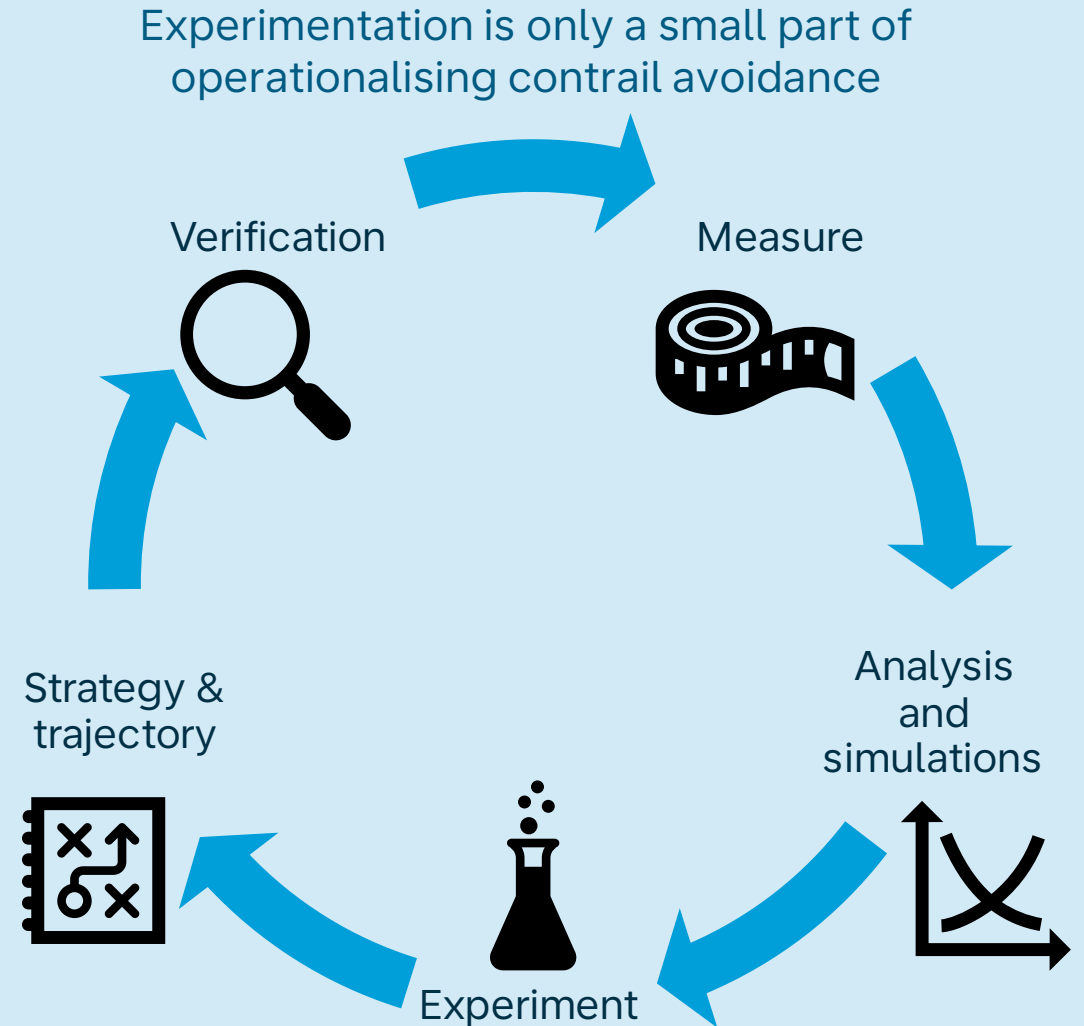 Experimentation is only a small part of
operationalising contrail avoidance
Verification
Measure
Analysis
and
simulations
Strategy &
trajectory
Experiment